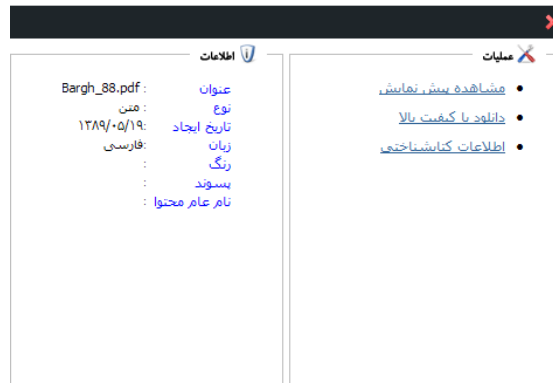 عملیات
مشاهده پیش نمایش
دانلود با کیفیت بالا
اطلاعات کتابشناختی
اطلاعات
عنوان : Bargh_88.pdf
نوع : متن
تاریخ ایجاد :۱۳۸۹/۰۵/۱۹
زبان :فارسی
رنگ :
پسوند :
نام عام محتوا :